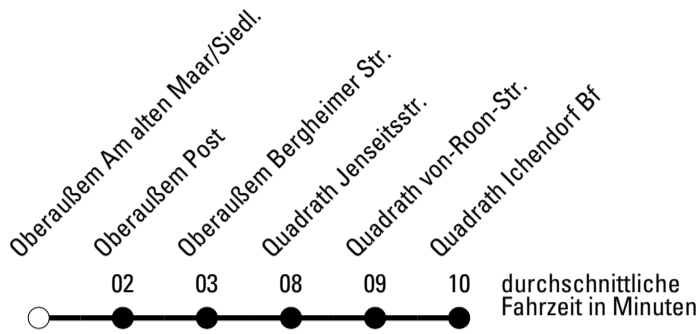 Oberaußem Am alten Maar/Siedl.
Oberaußem Post
Oberaußem Bergheimer Str.
Quadrath Jenseitsstr.
Quadrath von-Roon-Str.
Quadrath Ichendorf Bf
02 03 08 09 10 durchschnittliche
Fahrzeit in Minuten